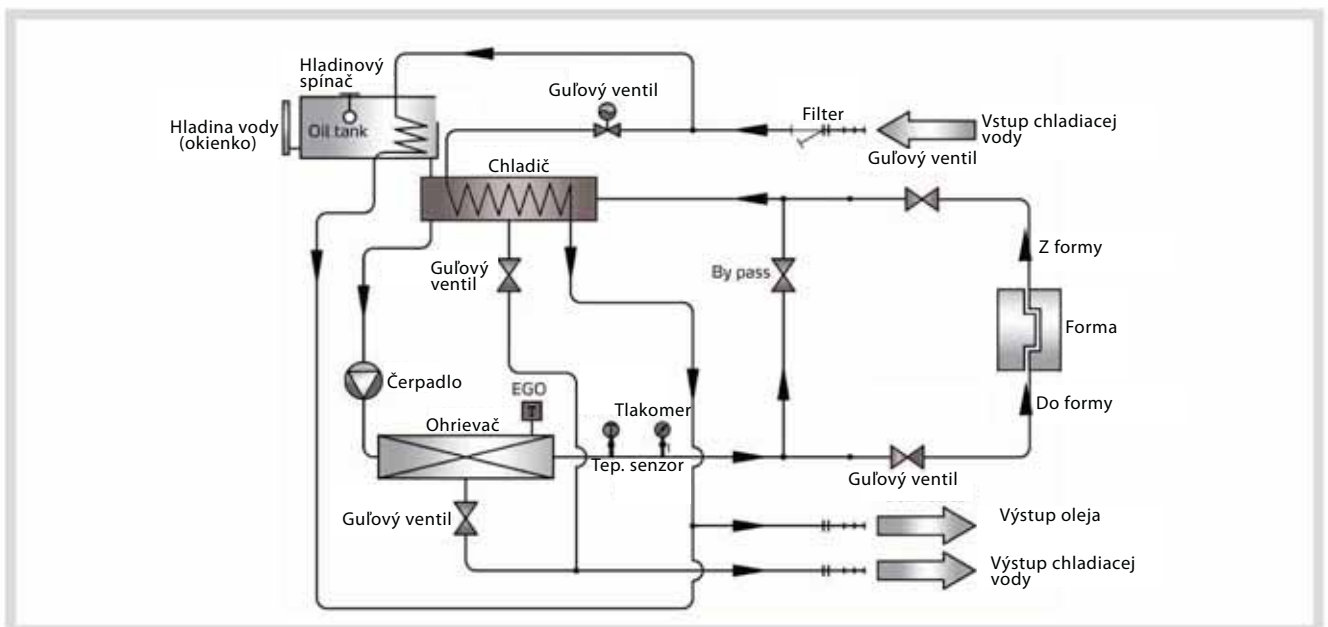 Hladinový
spínač
Guľový ventil
Filter
Vstup chladiacej
vody
Hladina vody
(okienko)
Oil tank
Guľový ventil
Chladič
Guľový
ventil
By pass
Z formy
Forma
Čerpadlo
EGO
T
Tlakomer
Do formy
Ohrievač
Tep. senzor
Guľový ventil
Guľový ventil
Výstup oleja
Výstup chladiacej
vody